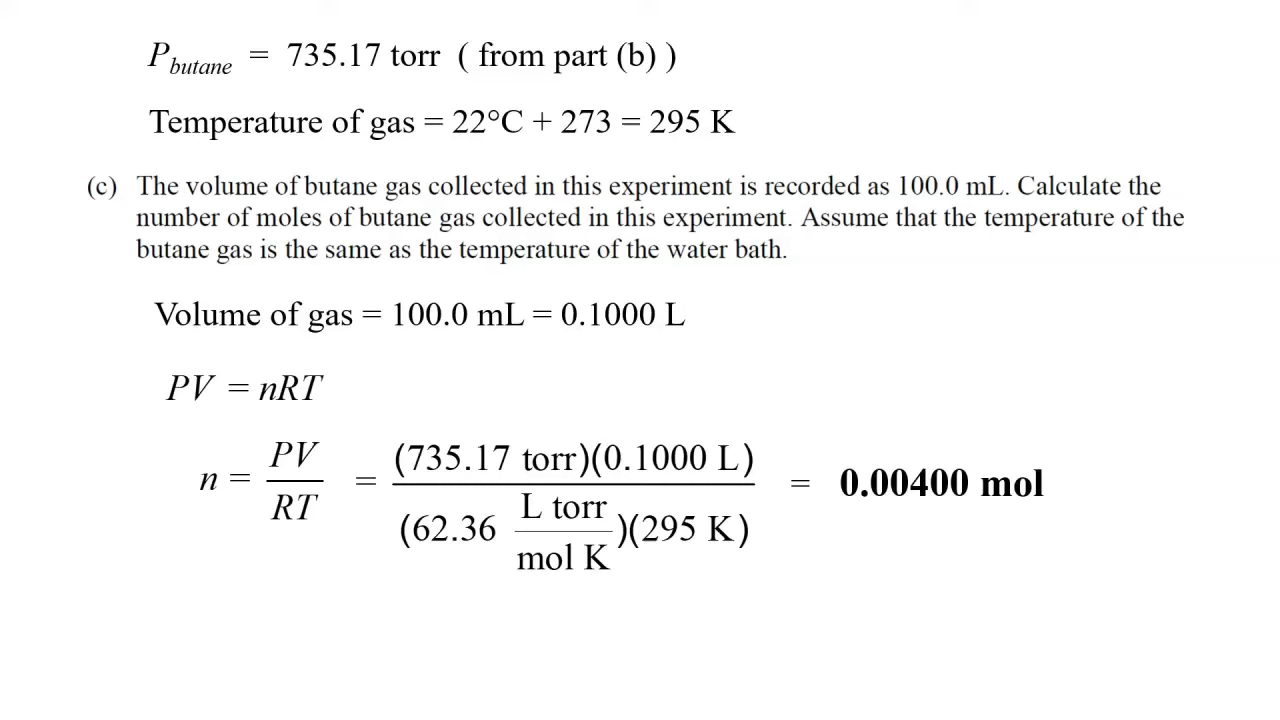 P_butane = 735.17 torr ( from part (b) )
Temperature of gas = 22°C + 273 = 295 K
(c) The volume of butane gas collected in this experiment is recorded as 100.0 mL. Calculate the
number of moles of butane gas collected in this experiment. Assume that the temperature of the
butane gas is the same as the temperature of the water bath.
Volume of gas = 100.0 mL = 0.1000 L
PV = nRT
n = PV/RT = (735.17 torr)(0.1000 L)/(62.36 L torr/mol K)(295 K) = 0.00400 mol